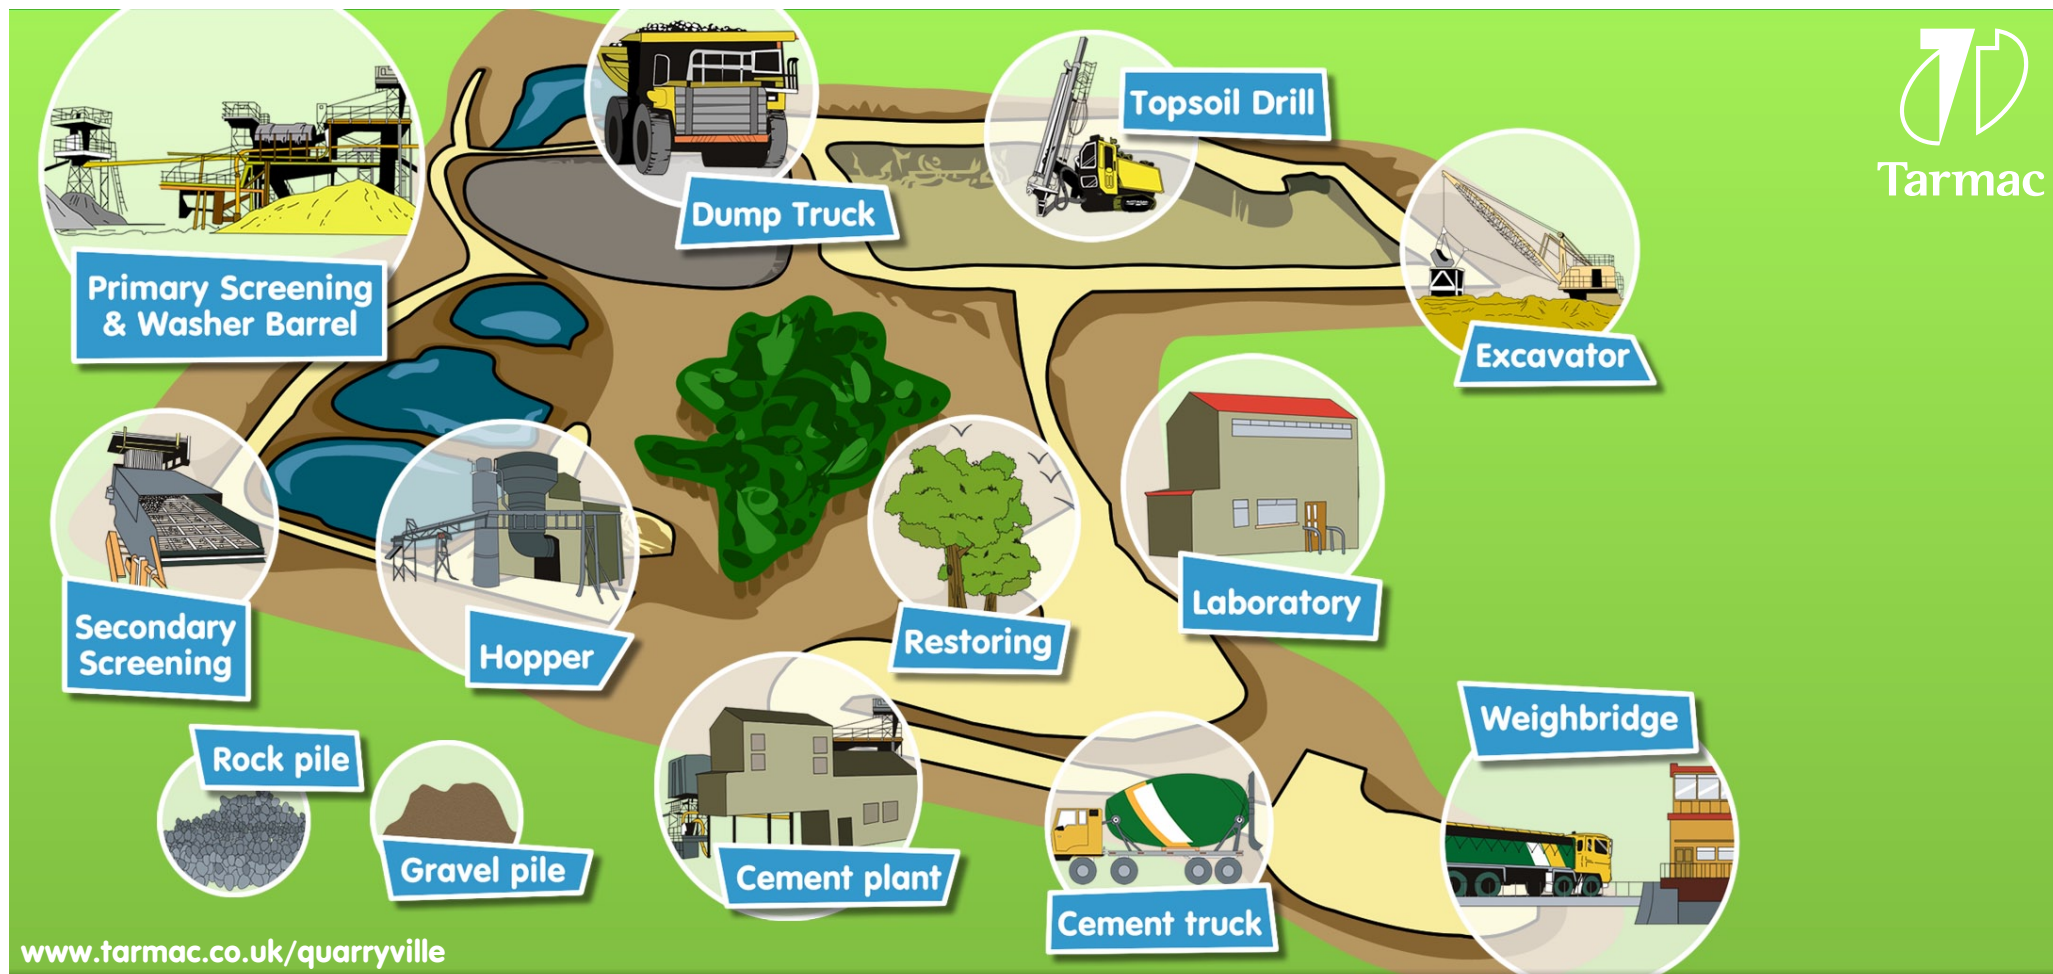 Tarmac
Topsoil Drill
Dump Truck
Primary Screening
& Washer Barrel
Excavator
Secondary
Screening
Hopper
Restoring
Laboratory
Rock pile
Gravel pile
Cement plant
Cement truck
Weighbridge
www.tarmac.co.uk/quarryville